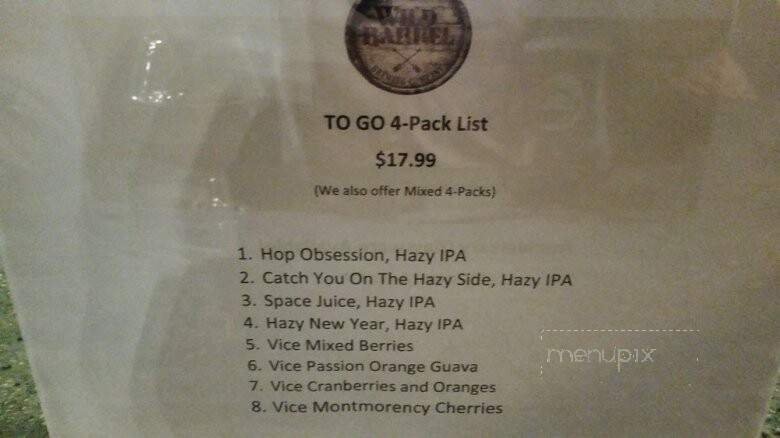 WILD
BARREL
TO GO 4-Pack List
$17.99
(We also offer Mixed 4-Packs)
1. Hop Obsession, Hazy IPA
2. Catch You On The Hazy Side, Hazy IPA
3. Space Juice, Hazy IPA
4. Hazy New Year, Hazy IPA
5. Vice Mixed Berries
6. Vice Passion Orange Guava
7. Vice Cranberries and Oranges
8. Vice Montmorency Cherries
menupix